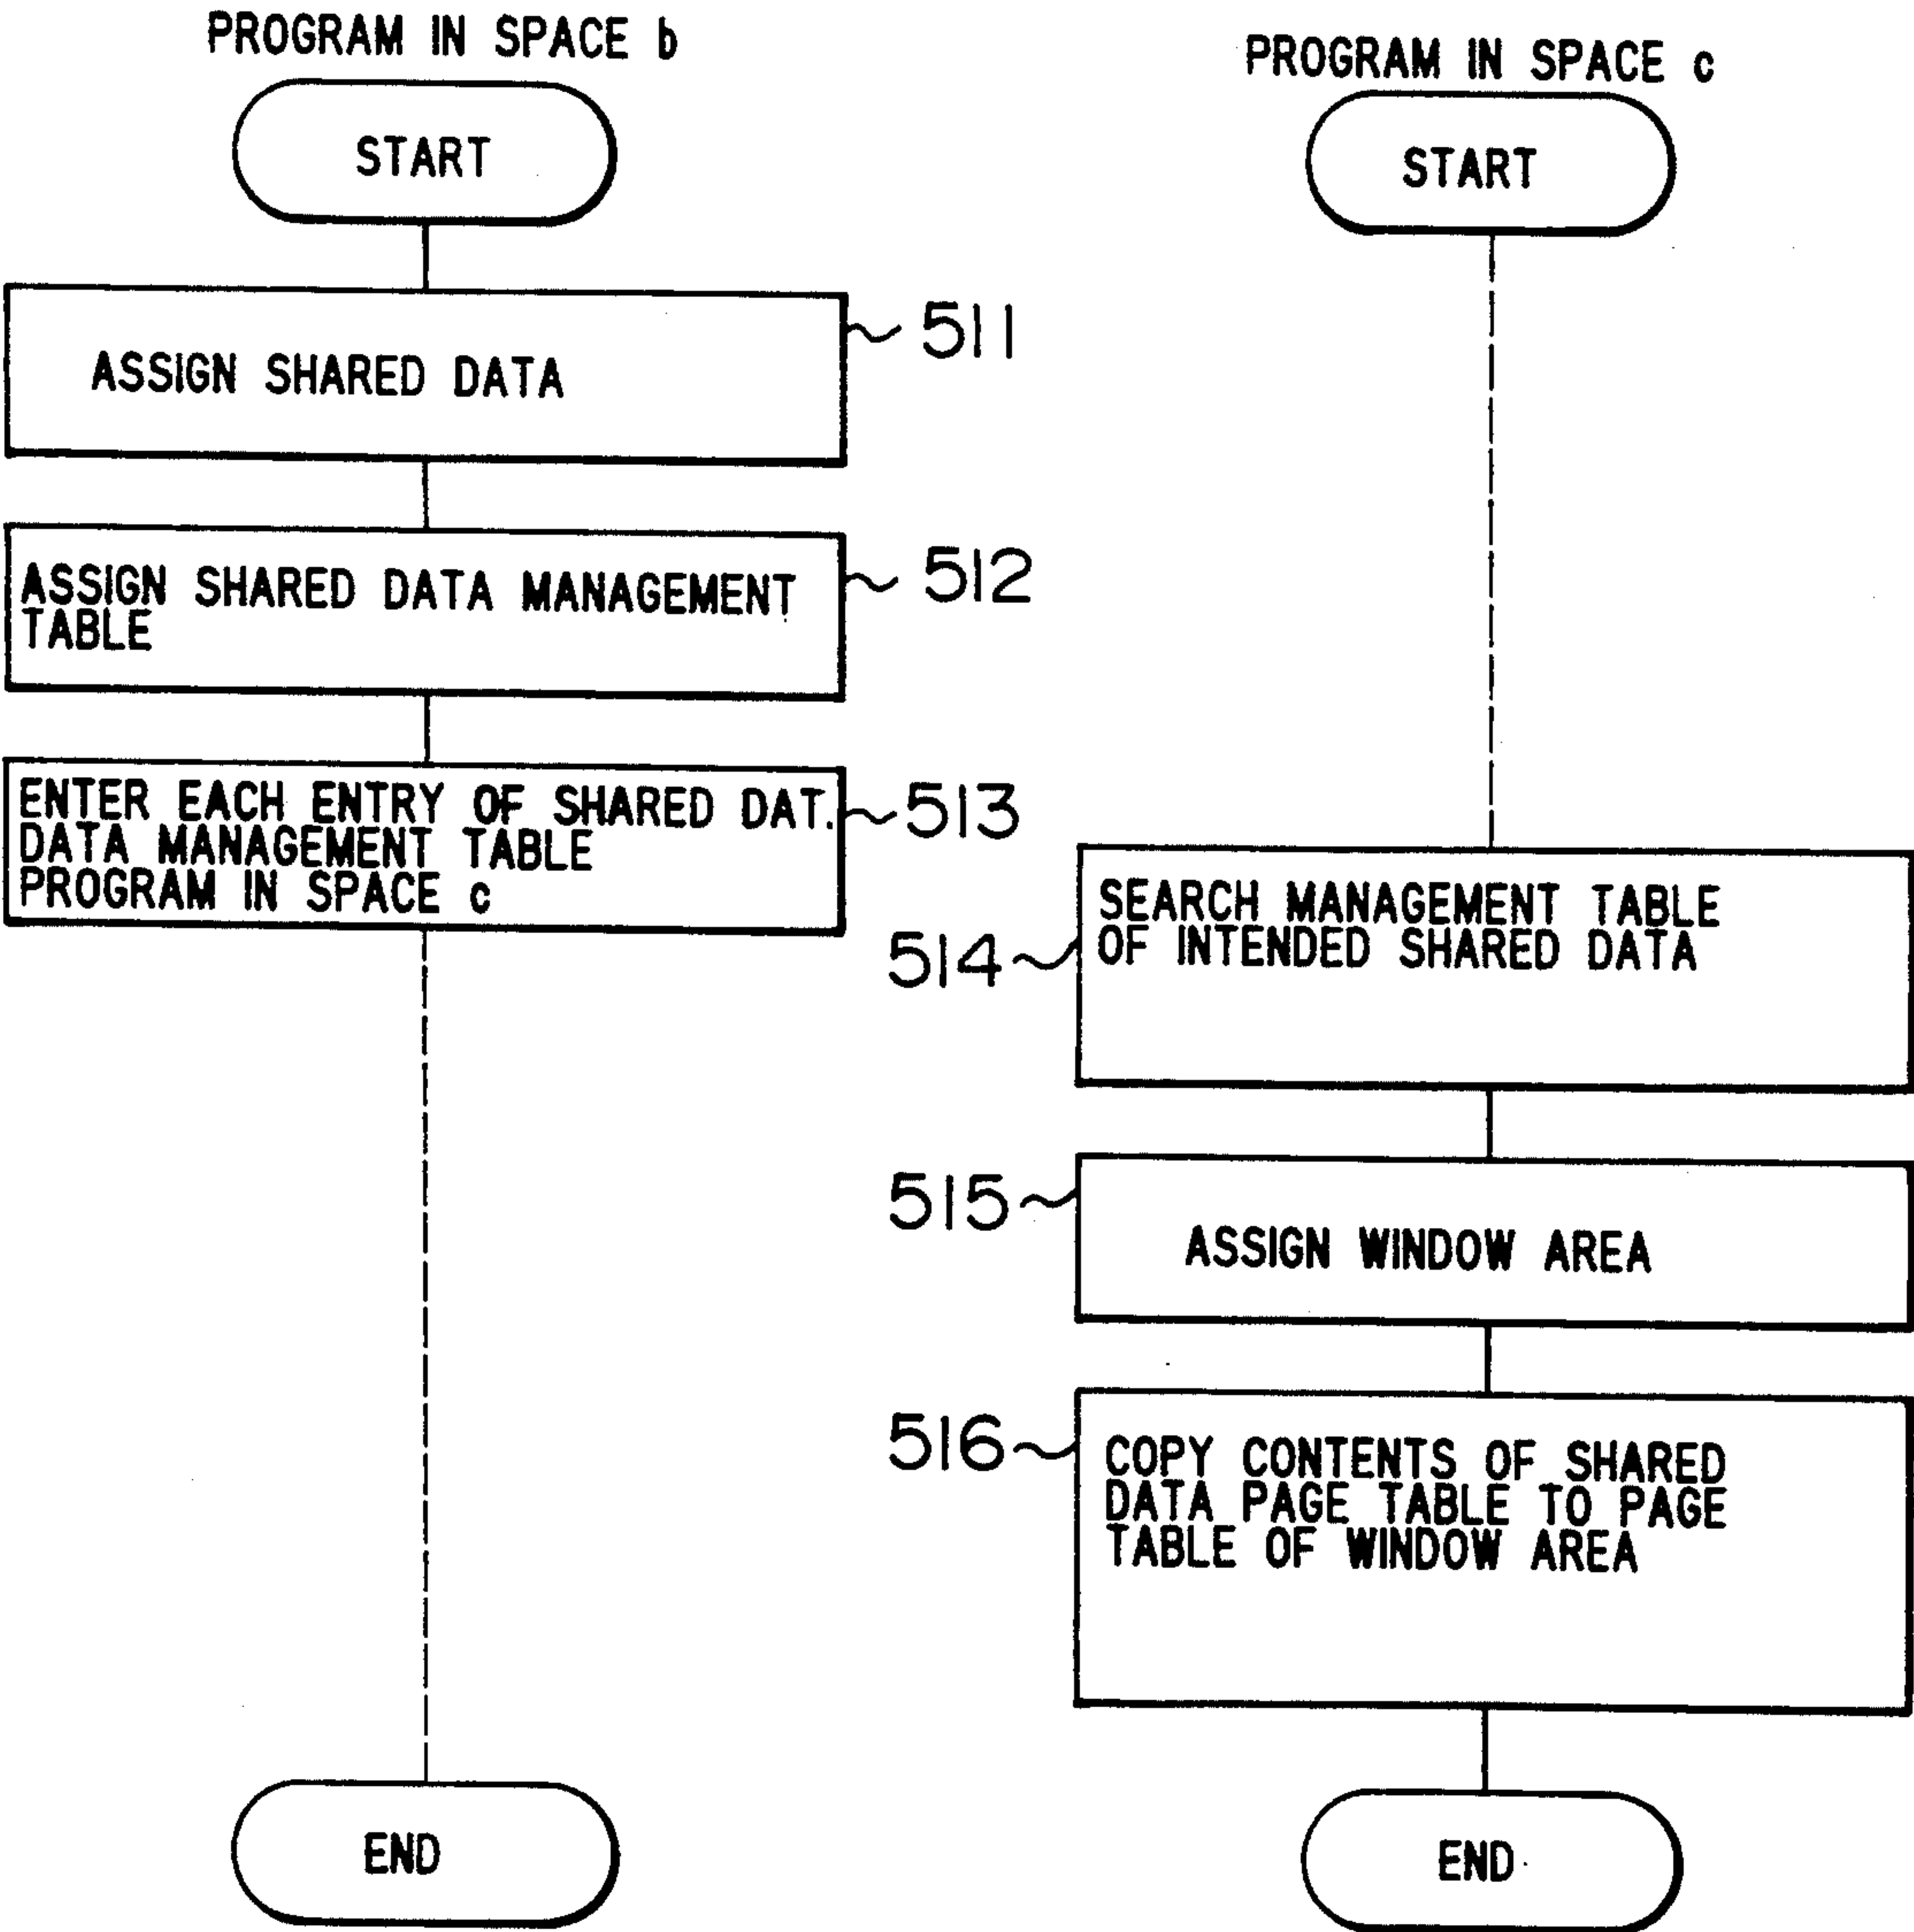 PROGRAM IN SPACE b
START
ASSIGN SHARED DATA
511
ASSIGN SHARED DATA MANAGEMENT
TABLE
512
ENTER EACH ENTRY OF SHARED DAT.
DATA MANAGEMENT TABLE
PROGRAM IN SPACE c
513
END
PROGRAM IN SPACE c
START
514
SEARCH MANAGEMENT TABLE
OF INTENDED SHARED DATA
515
ASSIGN WINDOW AREA
516
COPY CONTENTS OF SHARED
DATA PAGE TABLE TO PAGE
TABLE OF WINDOW AREA
END